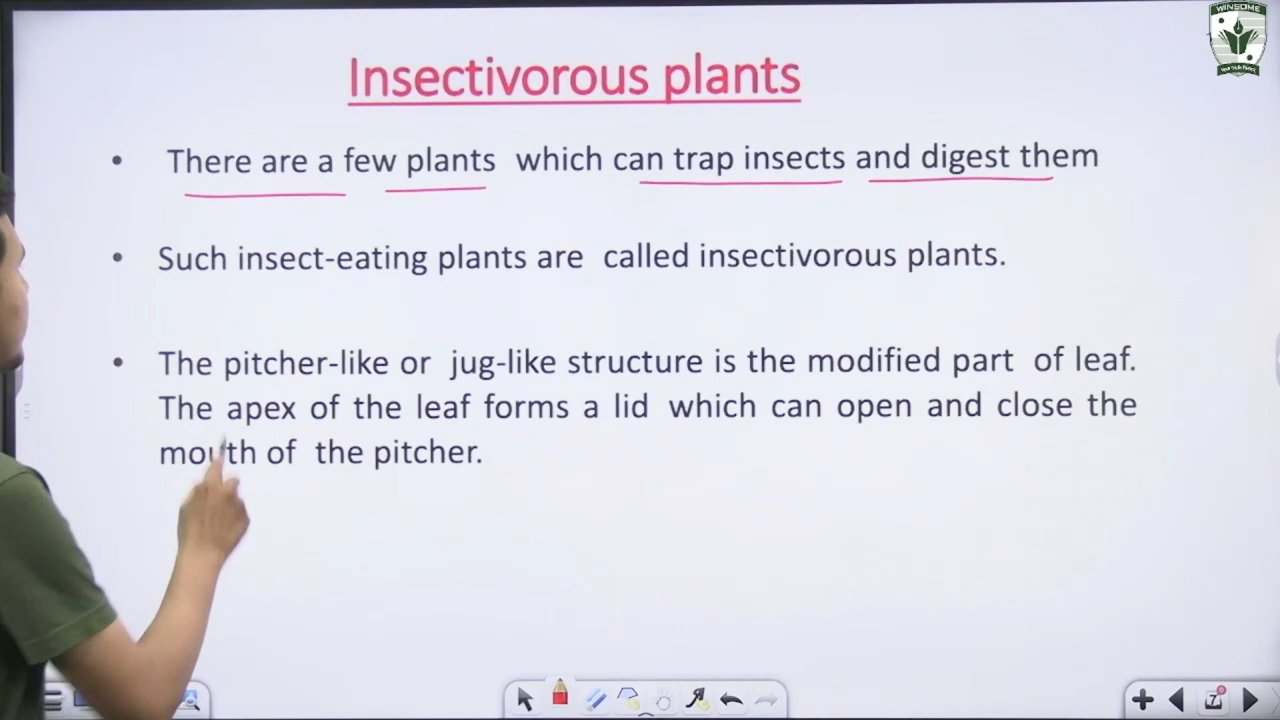 WINSOME
Insectivorous plants
• There are a few plants which can trap insects and digest them
• Such insect-eating plants are called insectivorous plants.
• The pitcher-like or jug-like structure is the modified part of leaf.
The apex of the leaf forms a lid which can open and close the
mouth of the pitcher.